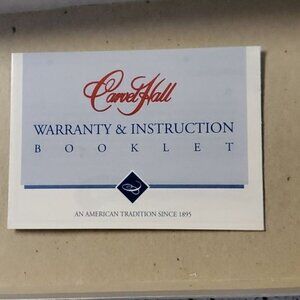 Carvel Hall
WARRANTY & INSTRUCTION
BOOKLET
AN AMERICAN TRADITION SINCE 1895